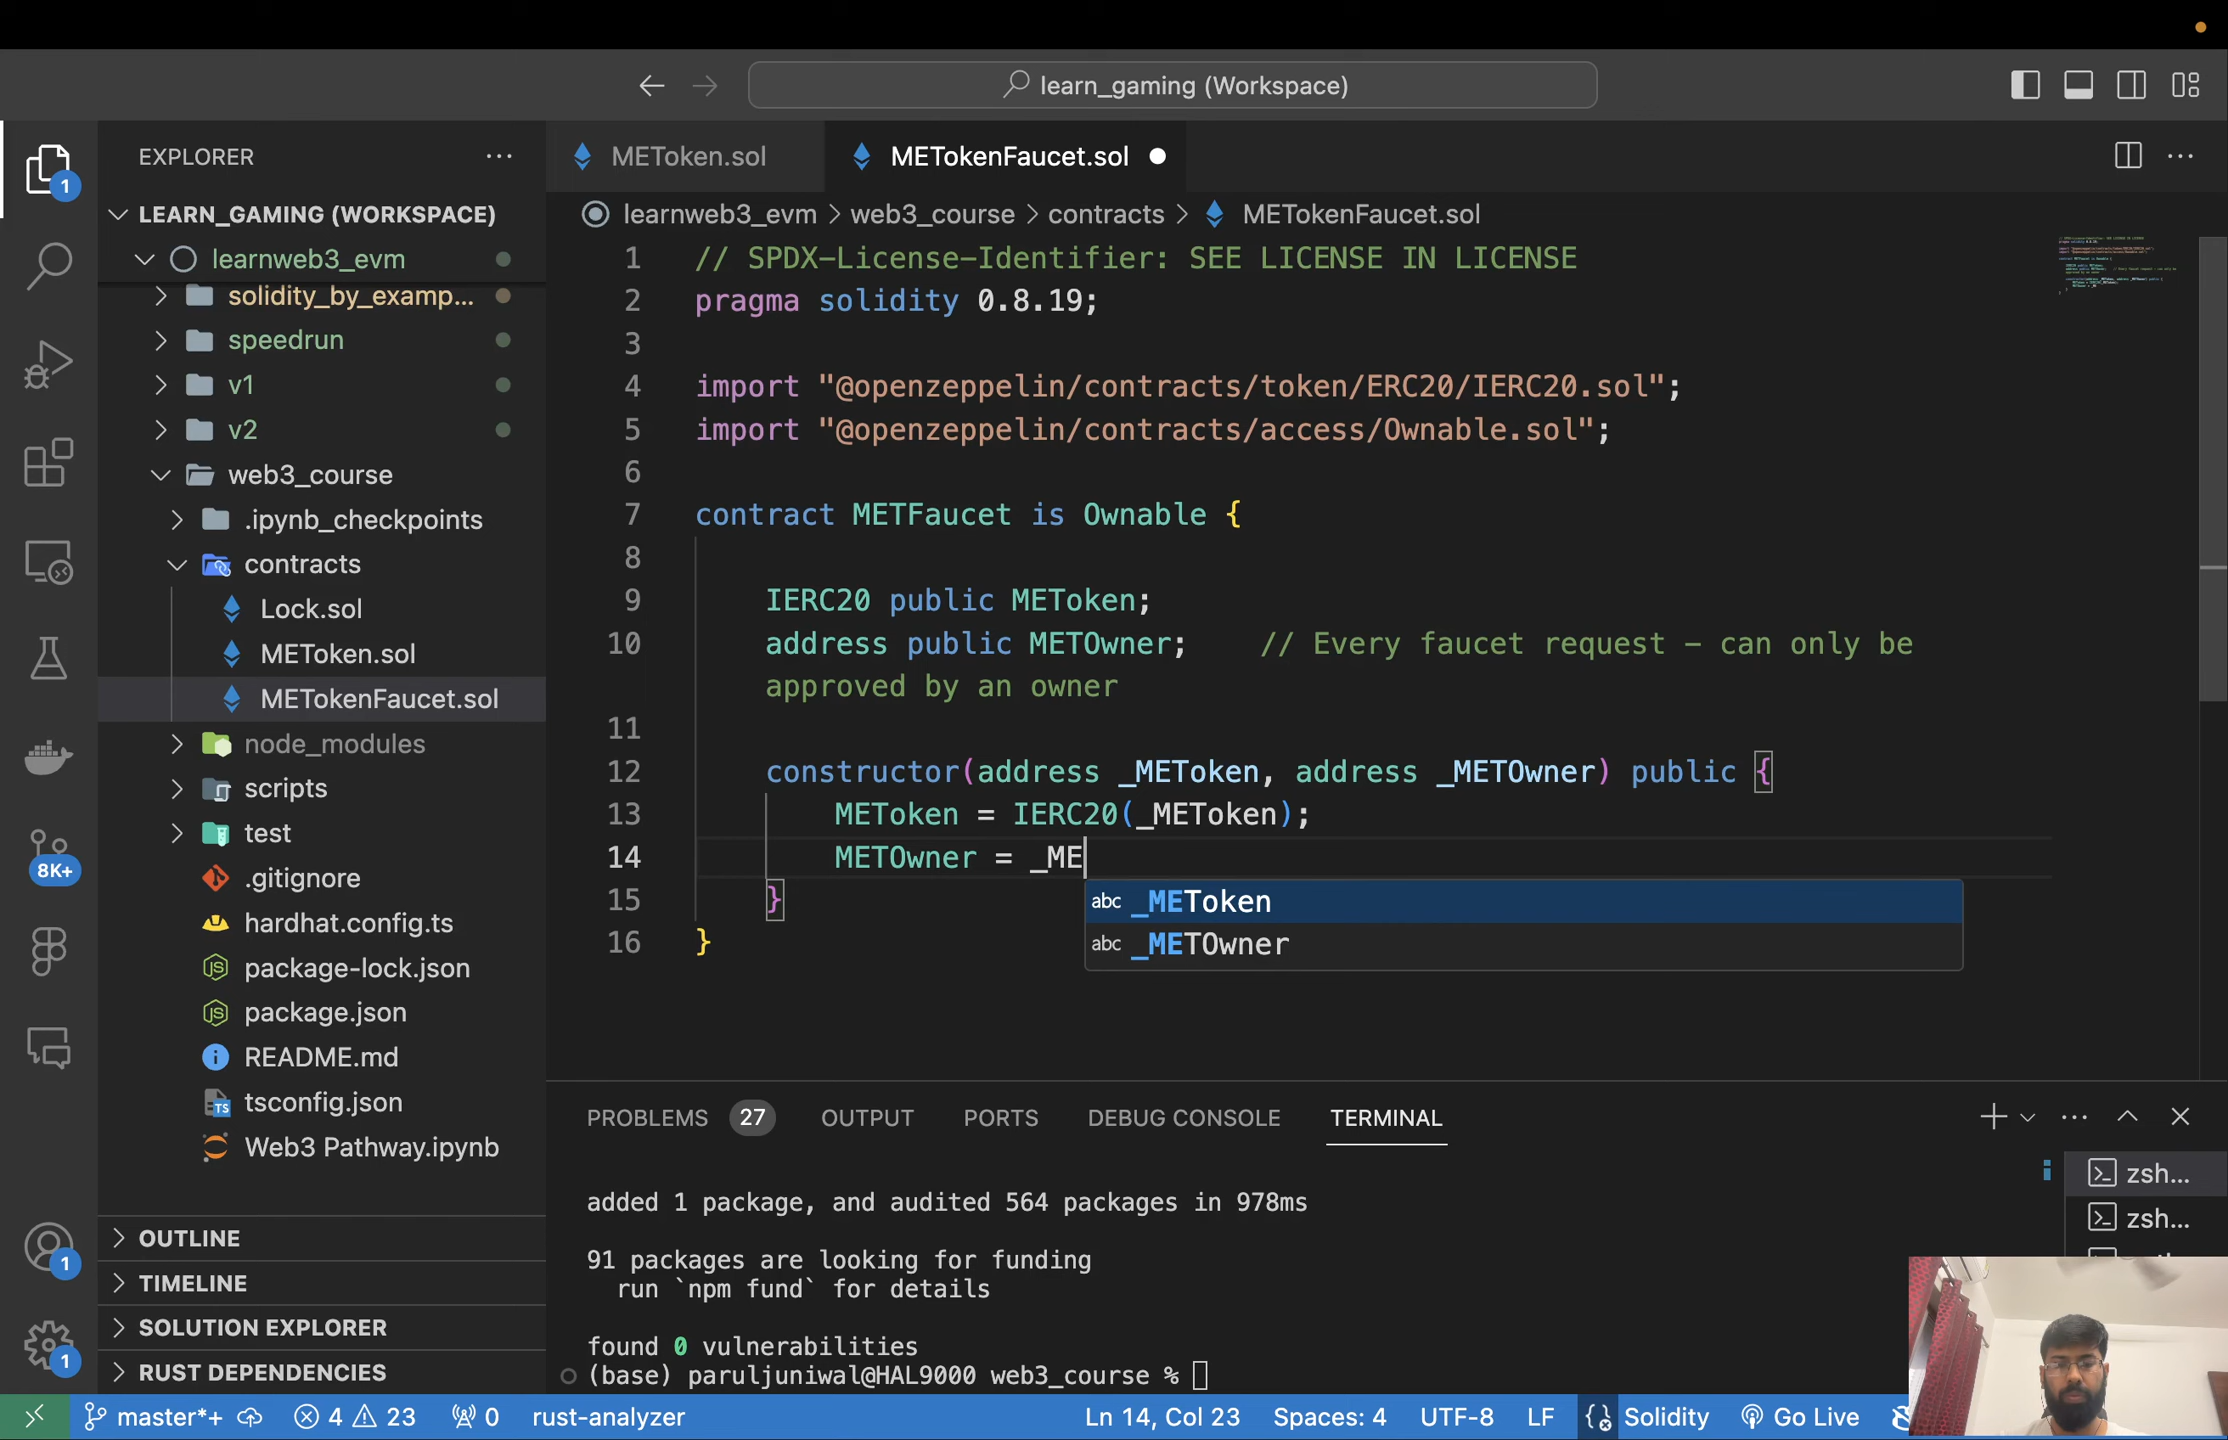 learn_gaming (Workspace)
EXPLORER
METoken.sol
METokenFaucet.sol
1
LEARN_GAMING (WORKSPACE)
learnweb3_evm > web3_course > contracts > METokenFaucet.sol
learnweb3_evm
solidity_by_examp...
speedrun
v1
v2
web3_course
.ipynb_checkpoints
contracts
Lock.sol
METoken.sol
METokenFaucet.sol
node_modules
scripts
test
.gitignore
hardhat.config.ts
package-lock.json
package.json
README.md
tsconfig.json
Web3 Pathway.ipynb
OUTLINE
TIMELINE
SOLUTION EXPLORER
RUST DEPENDENCIES
8K+
1
1
1 // SPDX-License-Identifier: SEE LICENSE IN LICENSE
2 pragma solidity 0.8.19;
3
4 import "@openzeppelin/contracts/token/ERC20/IERC20.sol";
5 import "@openzeppelin/contracts/access/Ownable.sol";
6
7 contract METFaucet is Ownable {
8
9 IERC20 public METoken;
10 address public METOwner; // Every faucet request – can only be
approved by an owner
11
12 constructor(address _METoken, address _METOwner) public {
13 METoken = IERC20(_METoken);
14 METOwner = _ME
15 }
16 }
abc _METoken
abc _METOwner
PROBLEMS 27 OUTPUT PORTS DEBUG CONSOLE TERMINAL
added 1 package, and audited 564 packages in 978ms
91 packages are looking for funding
run `npm fund` for details
found 0 vulnerabilities
(base) paruljuniwal@HAL9000 web3_course %
zsh...
zsh...
master*+ 4 23 0 rust-analyzer Ln 14, Col 23 Spaces: 4 UTF-8 LF Solidity Go Live